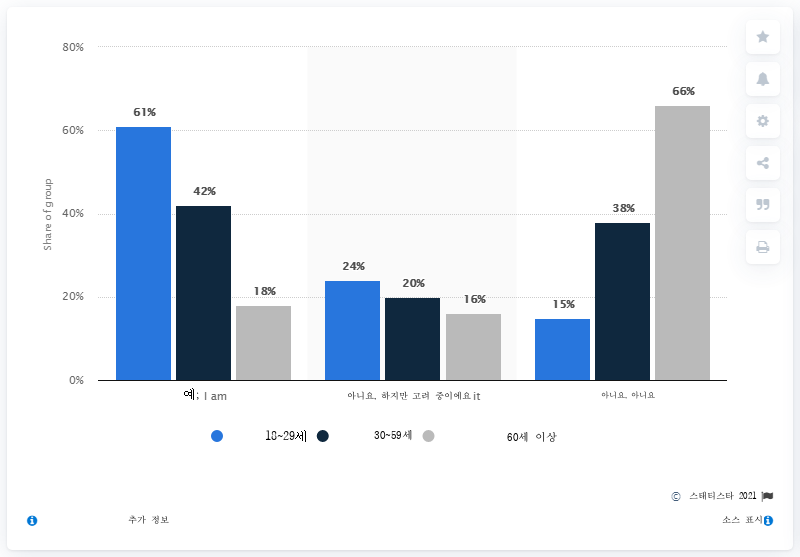 80%
60%
40%
20%
0%
Share of group
61%
42%
18%
24%
20%
16%
15%
38%
66%
예; I am
아니요, 하지만 고려 중이에요 it
아니요, 아니요
18~29세
30~59세
60세 이상
© 스태티스타 2021
추가 정보
소스 표시